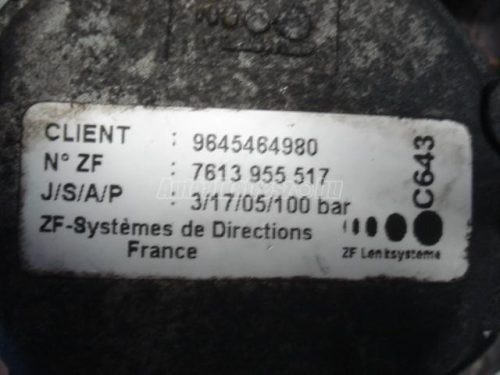 CLIENT : 9645464980
N° ZF : 7613 955 517
J/S/A/P : 3/17/05/100 bar
ZF-Systèmes de Directions
France
C643
ZF Lenksysteme